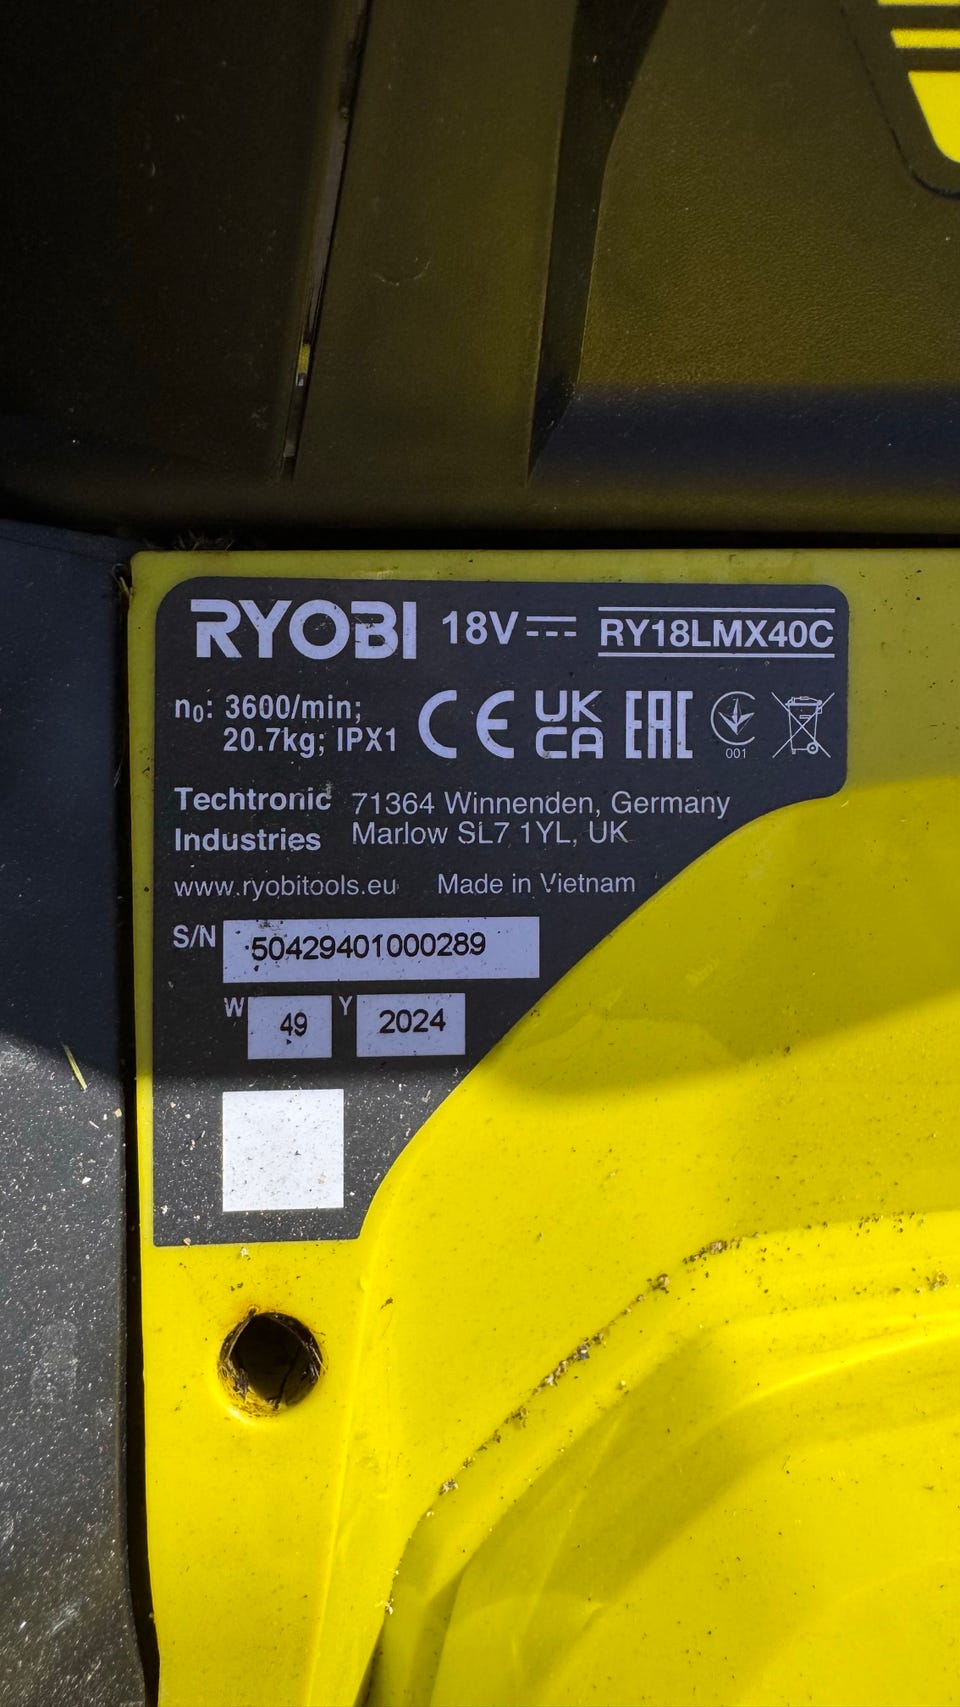 RYOBI 18V RY18LMX40C
n₀: 3600/min;
20.7kg; IPX1 CE UK CA EAC 001
Techtronic 71364 Winnenden, Germany
Industries Marlow SL7 1YL, UK
www.ryobitools.eu Made in Vietnam
S/N 50429401000289
W 49 Y 2024